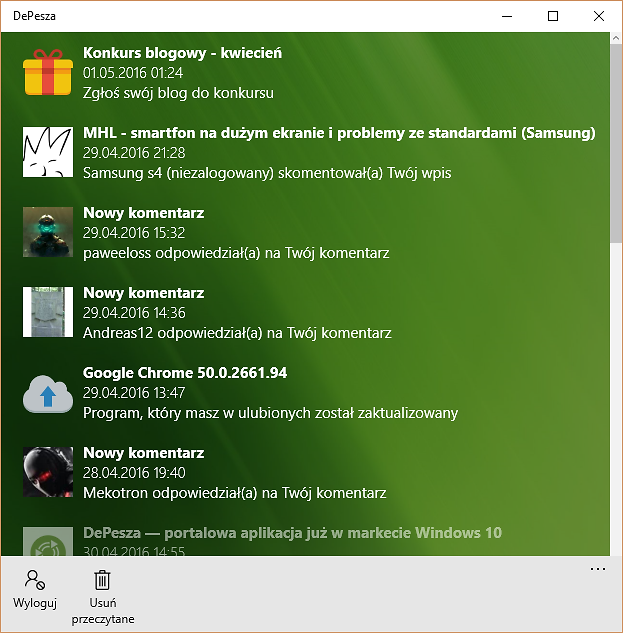 DePesza
Konkurs blogowy - kwiecień
01.05.2016 01:24
Zgłoś swój blog do konkursu
MHL - smartfon na dużym ekranie i problemy ze standardami (Samsung)
29.04.2016 21:28
Samsung s4 (niezalogowany) skomentował(a) Twój wpis
Nowy komentarz
29.04.2016 15:32
paweeloss odpowiedział(a) na Twój komentarz
Nowy komentarz
29.04.2016 14:36
Andreas12 odpowiedział(a) na Twój komentarz
Google Chrome 50.0.2661.94
29.04.2016 13:47
Program, który masz w ulubionych został zaktualizowany
Nowy komentarz
28.04.2016 19:40
Mekotron odpowiedział(a) na Twój komentarz
DePesza — portalowa aplikacja już w markecie Windows 10
30.04.2016 14:55
Wyloguj
Usuń
przeczytane